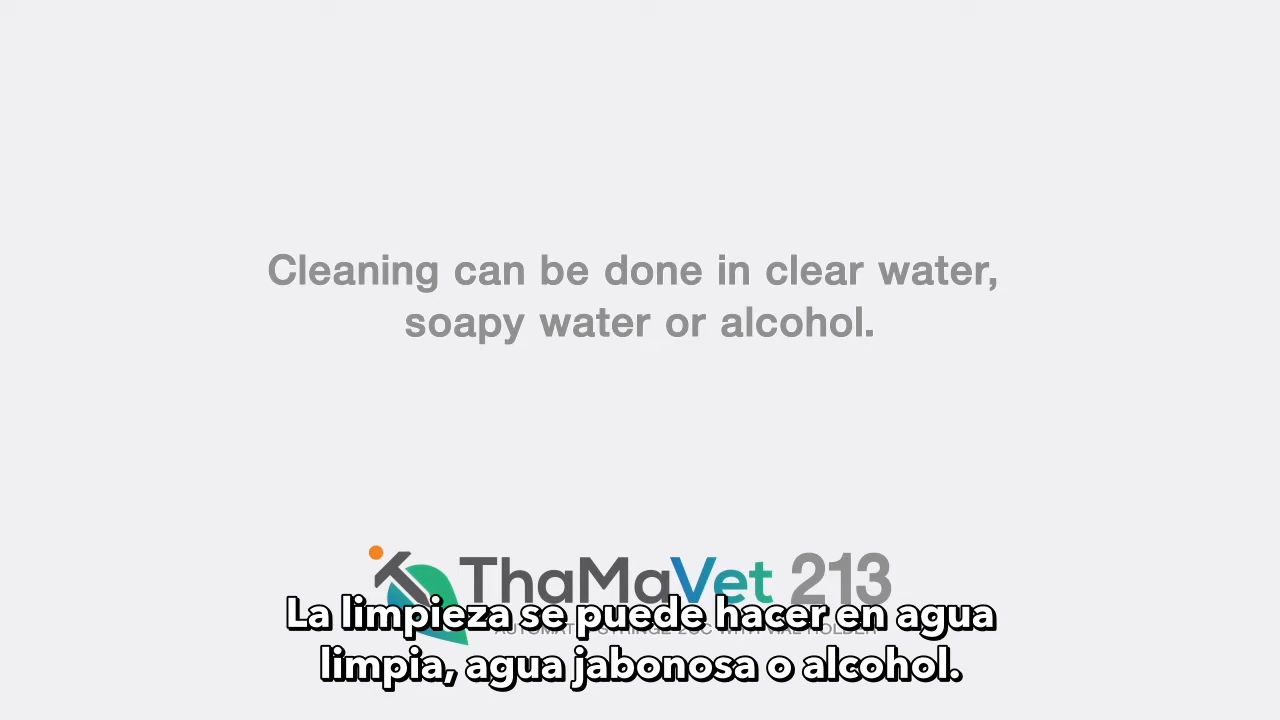 Cleaning can be done in clear water,
soapy water or alcohol.
ThaMaVet 213
La limpieza se puede hacer en agua
limpia, agua jabonosa o alcohol.